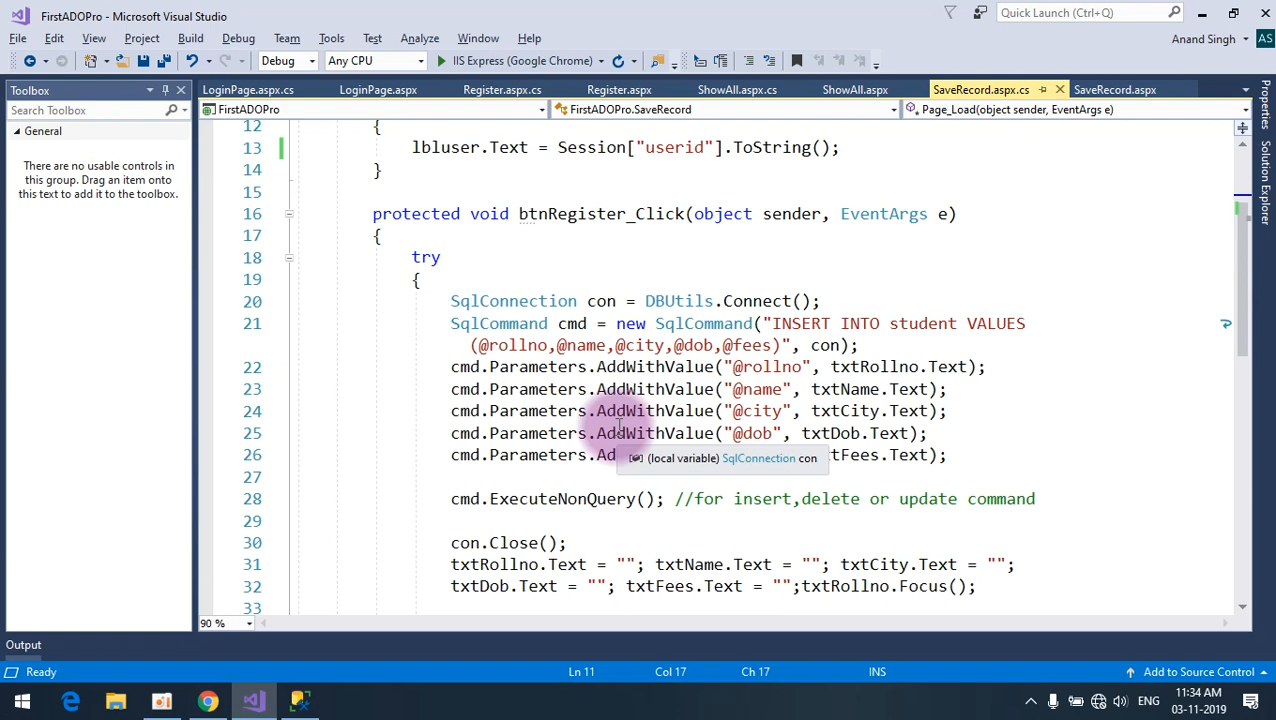 FirstADOPro - Microsoft Visual Studio
Quick Launch (Ctrl+Q)
File Edit View Project Build Debug Team Tools Test Analyze Window Help
Anand Singh AS
Debug Any CPU IIS Express (Google Chrome)
Toolbox
LoginPage.aspx.cs LoginPage.aspx Register.aspx.cs Register.aspx ShowAll.aspx.cs ShowAll.aspx SaveRecord.aspx.cs SaveRecord.aspx
Search Toolbox
FirstADOPro FirstADOPro.SaveRecord Page_Load(object sender, EventArgs e)
General
There are no usable controls in
this group. Drag an item onto
this text to add it to the toolbox.
Properties
Solution Explorer
12 {
13 lbluser.Text = Session["userid"].ToString();
14 }
15
16 protected void btnRegister_Click(object sender, EventArgs e)
17 {
18 try
19 {
20 SqlConnection con = DBUtils.Connect();
21 SqlCommand cmd = new SqlCommand("INSERT INTO student VALUES
(@rollno,@name,@city,@dob,@fees)", con);
22 cmd.Parameters.AddWithValue("@rollno", txtRollno.Text);
23 cmd.Parameters.AddWithValue("@name", txtName.Text);
24 cmd.Parameters.AddWithValue("@city", txtCity.Text);
25 cmd.Parameters.AddWithValue("@dob", txtDob.Text);
26 cmd.Parameters.Ad txtFees.Text);
(local variable) SqlConnection con
27
28 cmd.ExecuteNonQuery(); //for insert,delete or update command
29
30 con.Close();
31 txtRollno.Text = ""; txtName.Text = ""; txtCity.Text = "";
32 txtDob.Text = ""; txtFees.Text = "";txtRollno.Focus();
33
90 %
Output
Ready Ln 11 Col 17 Ch 17 INS Add to Source Control
ENG
11:34 AM
03-11-2019